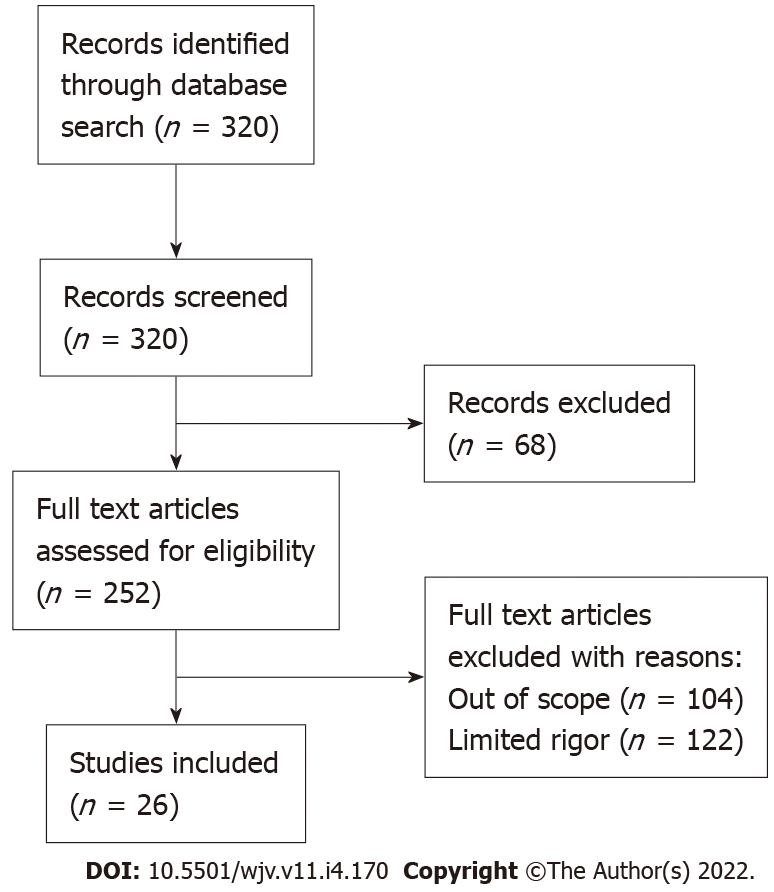 Records identified
through database
search (n = 320)
Records screened
(n = 320)
Records excluded
(n = 68)
Full text articles
assessed for eligibility
(n = 252)
Full text articles
excluded with reasons:
Out of scope (n = 104)
Limited rigor (n = 122)
Studies included
(n = 26)
DOI: 10.5501/wjv.v11.i4.170 Copyright ©The Author(s) 2022.